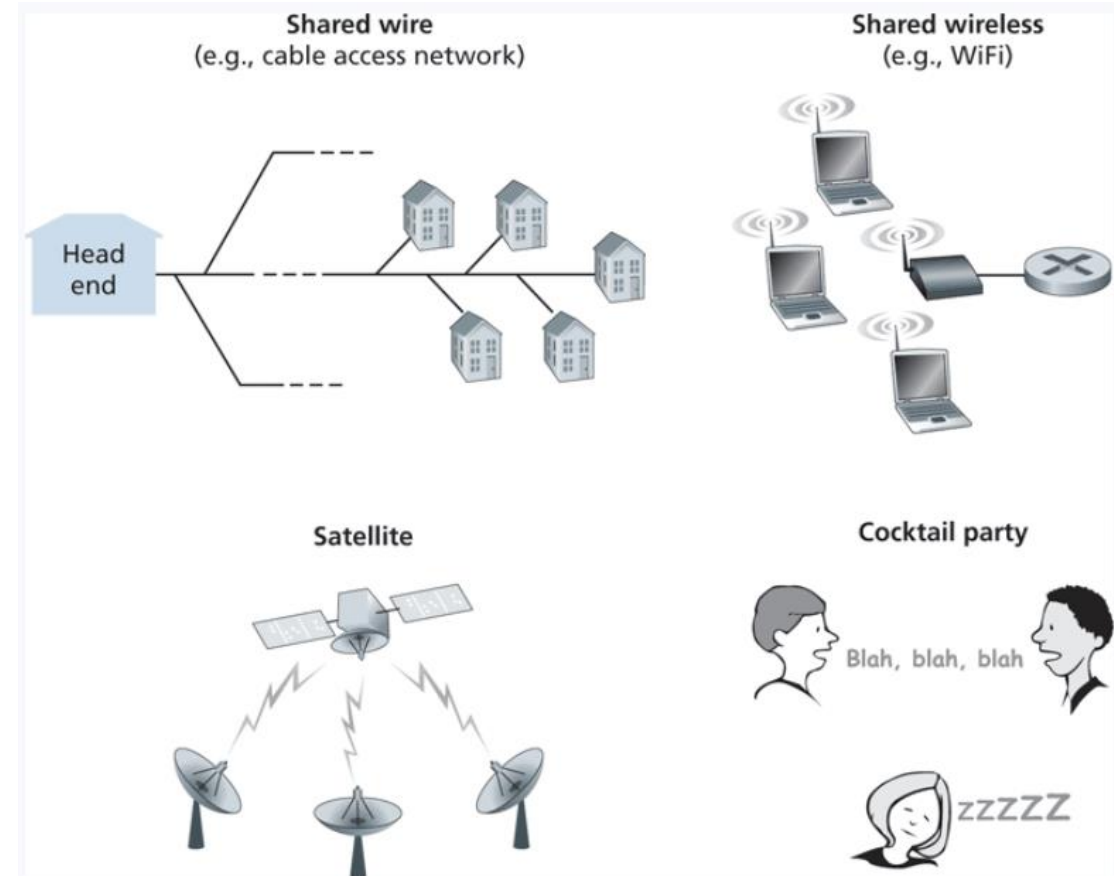 Shared wire
(e.g., cable access network)
Shared wireless
(e.g., WiFi)
Head
end
Satellite
Cocktail party
Blah, blah, blah
zzzzz